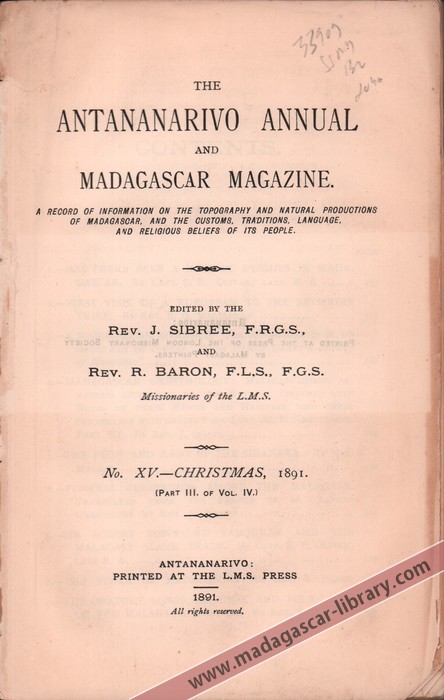 33909
THE
ANTANANARIVO ANNUAL
AND
MADAGASCAR MAGAZINE.
A RECORD OF INFORMATION ON THE TOPOGRAPHY AND NATURAL PRODUCTIONS
OF MADAGASCAR, AND THE CUSTOMS, TRADITIONS, LANGUAGE,
AND RELIGIOUS BELIEFS OF ITS PEOPLE.
EDITED BY THE
REV. J. SIBREE, F.R.G.S.,
AND
REV. R. BARON, F.L.S., F.G.S.
Missionaries of the L.M.S.
No. XV.—CHRISTMAS, 1891.
(PART III. OF VOL. IV.)
ANTANANARIVO:
PRINTED AT THE L.M.S. PRESS
1891.
All rights reserved.
www.madagascar-library.com